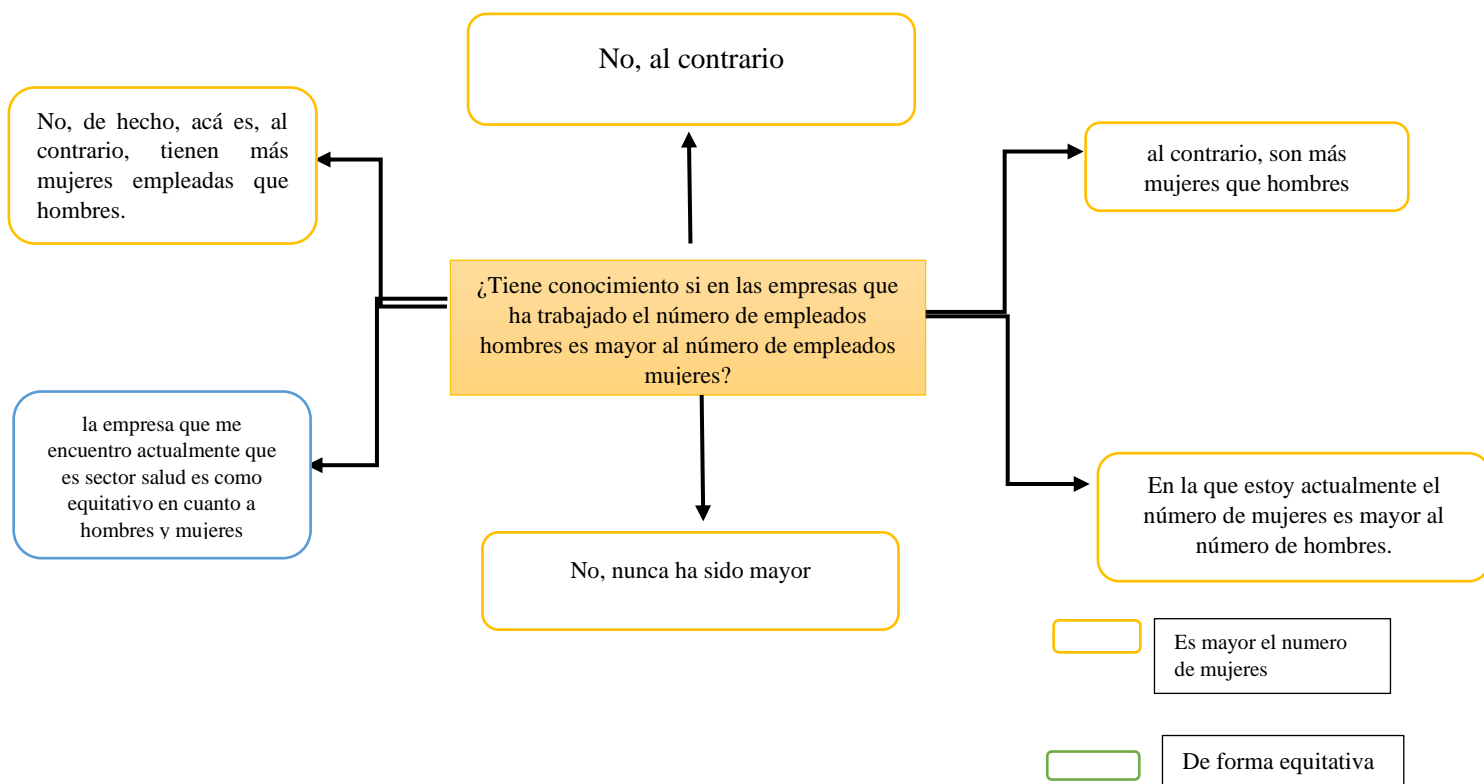 No, al contrario
No, de hecho, acá es, al
contrario, tienen más
mujeres empleadas que
hombres.
al contrario, son más
mujeres que hombres
¿Tiene conocimiento si en las empresas que
ha trabajado el número de empleados
hombres es mayor al número de empleados
mujeres?
la empresa que me
encuentro actualmente que
es sector salud es como
equitativo en cuanto a
hombres y mujeres
En la que estoy actualmente el
número de mujeres es mayor al
número de hombres.
No, nunca ha sido mayor
Es mayor el numero
de mujeres
De forma equitativa